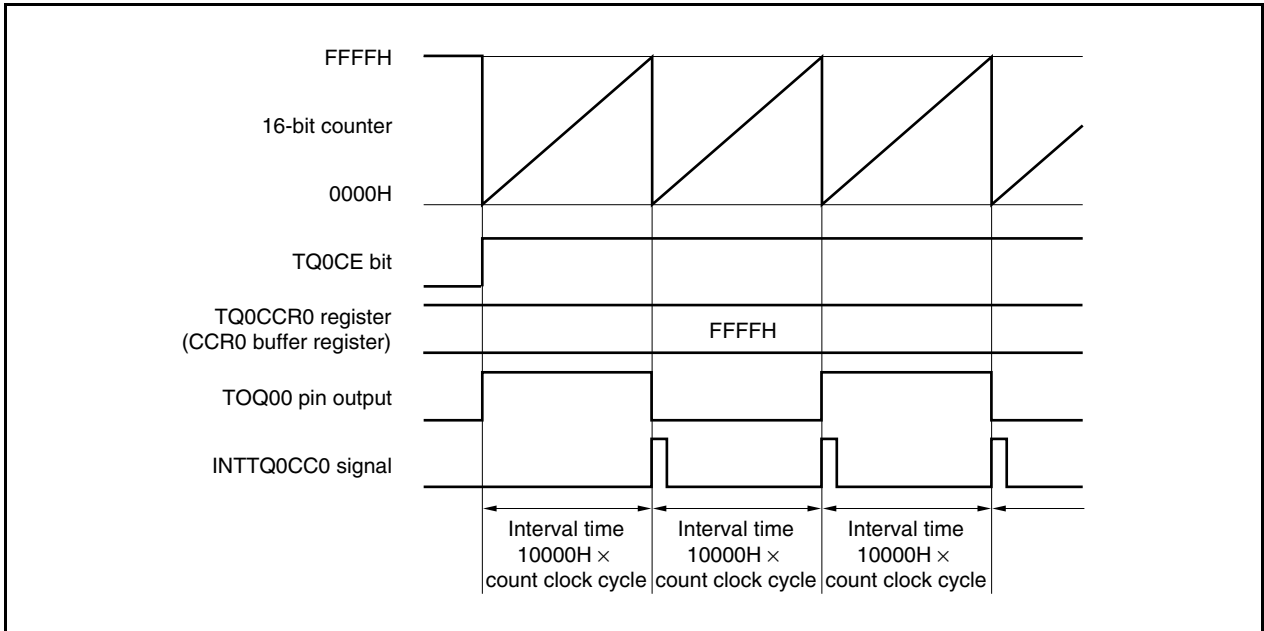 FFFFH
16-bit counter
0000H
TQ0CE bit
TQ0CCR0 register
(CCR0 buffer register)
FFFFH
TOQ00 pin output
INTTQ0CC0 signal
Interval time
10000H ×
count clock cycle
Interval time
10000H ×
count clock cycle
Interval time
10000H ×
count clock cycle